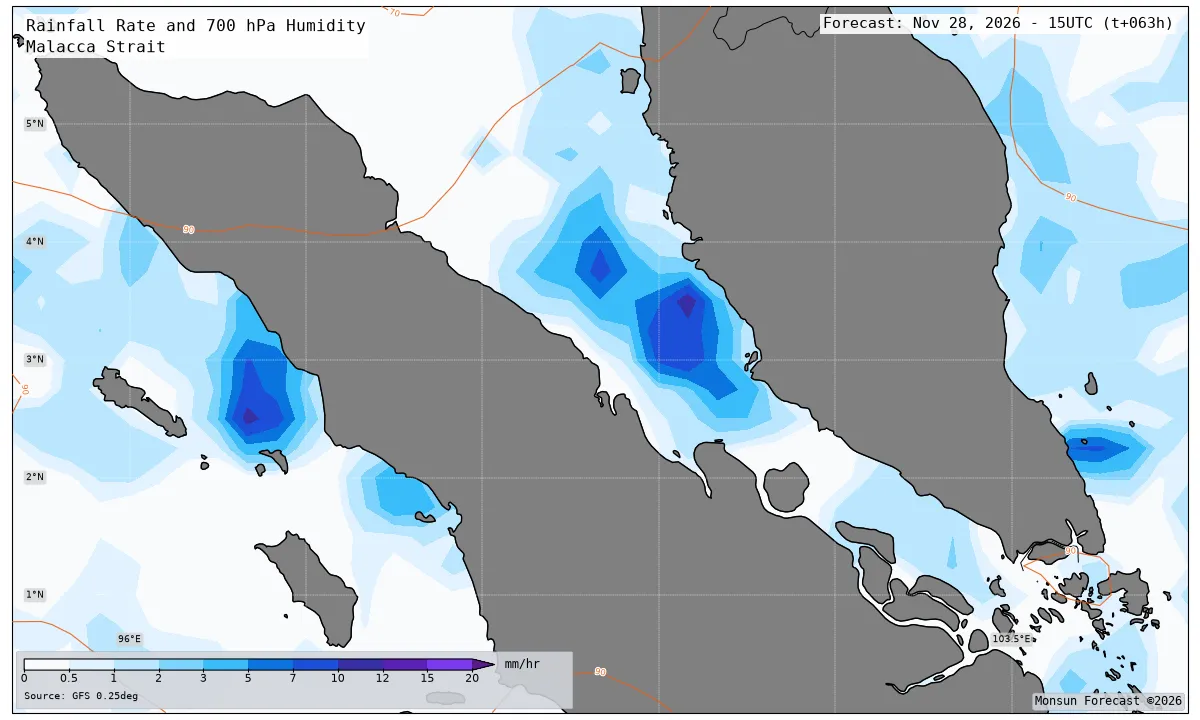 Rainfall Rate and 700 hPa Humidity
Malacca Strait
Forecast: Nov 28, 2026 - 15UTC (t+063h)
70
5°N
90
90
4°N
3°N
90
2°N
90
1°N
96°E
103.5°E
90
mm/hr
0 0.5 1 2 3 5 7 10 12 15 20
Source: GFS 0.25deg
Monsun Forecast ©2026